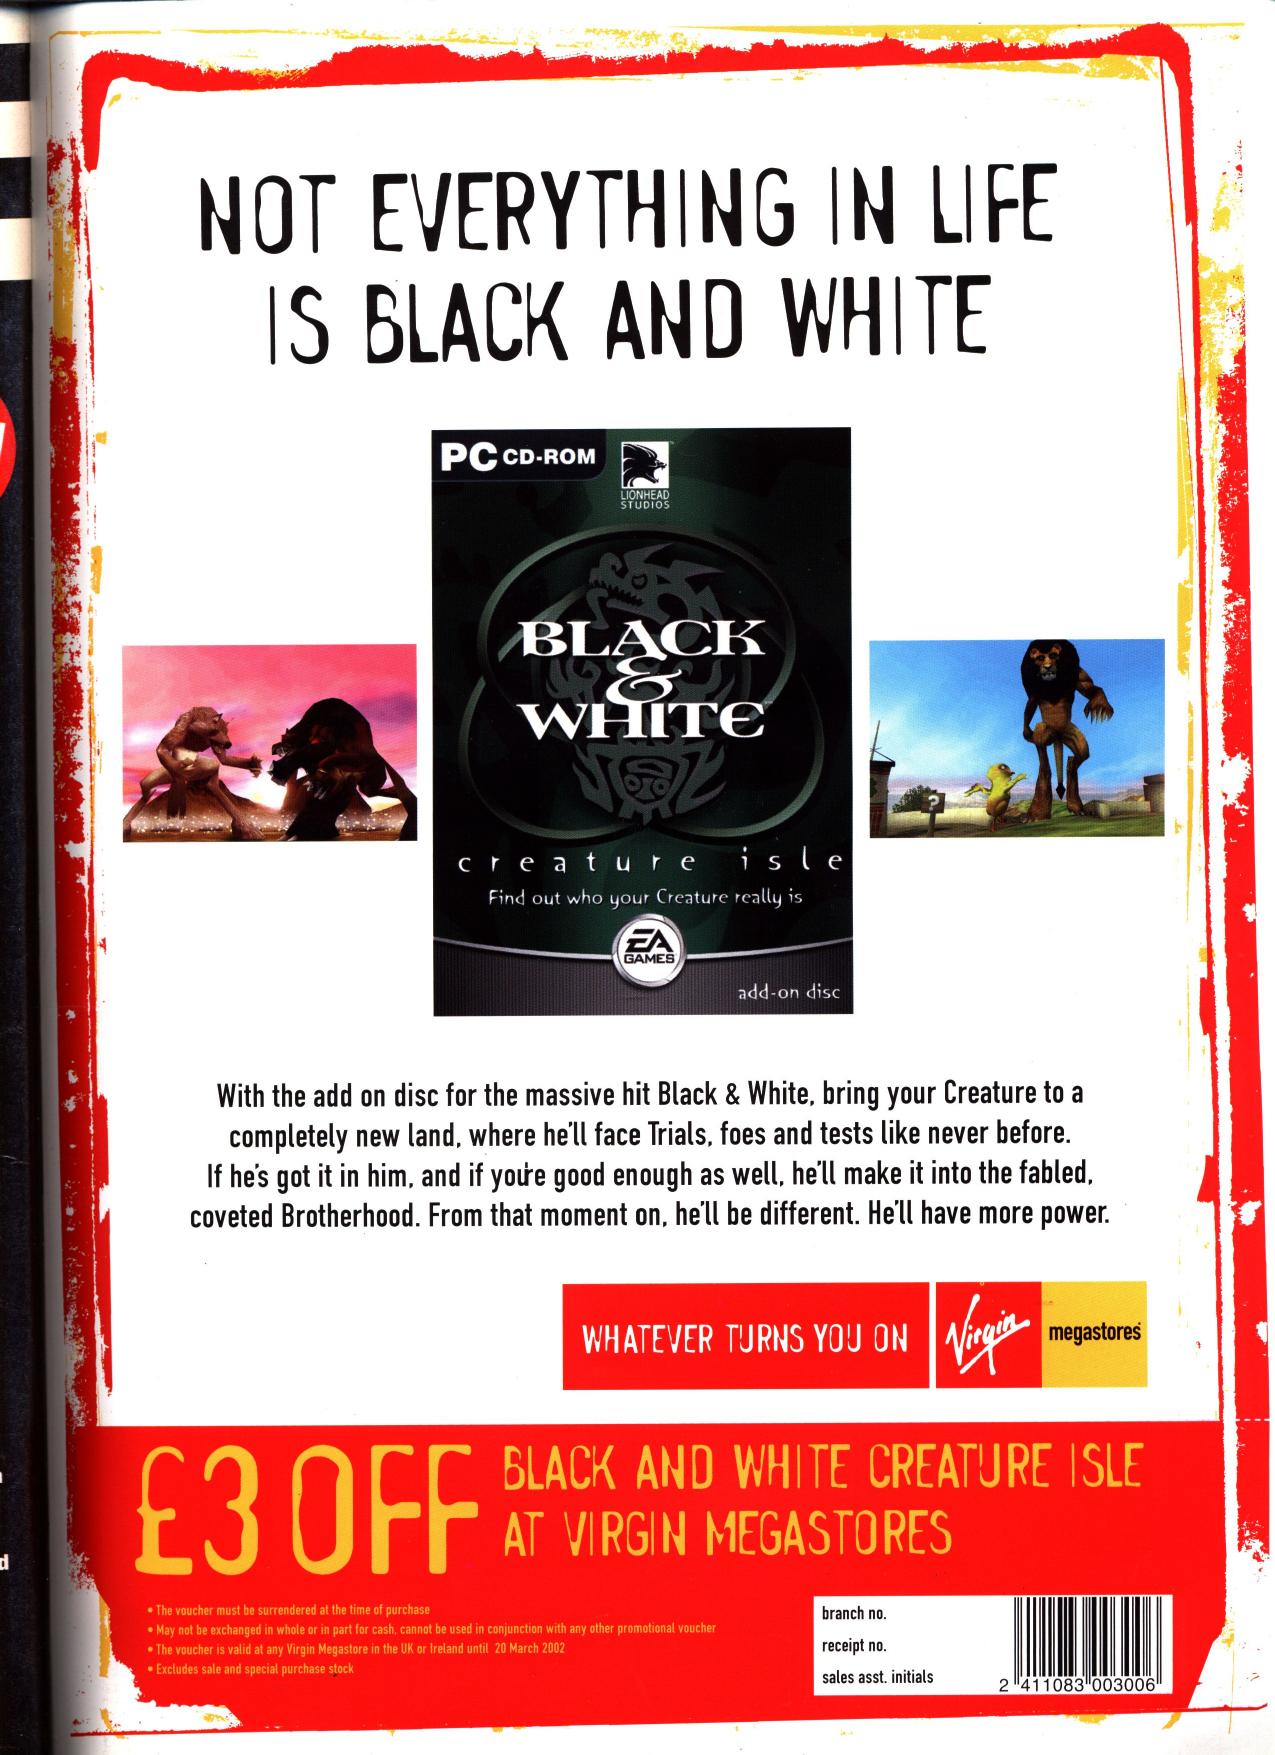 NOT EVERYTHING IN LIFE
IS BLACK AND WHITE
PC CD-ROM
LIONHEAD
STUDIOS
BLACK
&
WHITE
creature isle
Find out who your Creature really is
EA
GAMES
add-on disc
?
With the add on disc for the massive hit Black & White, bring your Creature to a
completely new land, where he'll face Trials, foes and tests like never before.
If he's got it in him, and if you're good enough as well, he'll make it into the fabled,
coveted Brotherhood. From that moment on, he'll be different. He'll have more power.
WHATEVER TURNS YOU ON
Virgin megastores
£3 OFF BLACK AND WHITE CREATURE ISLE
AT VIRGIN MEGASTORES
• The voucher must be surrendered at the time of purchase
• May not be exchanged in whole or in part for cash, cannot be used in conjunction with any other promotional voucher
• The voucher is valid at any Virgin Megastore in the UK or Ireland until 20 March 2002
• Excludes sale and special purchase stock
branch no.
receipt no.
sales asst. initials
2 411083 003006